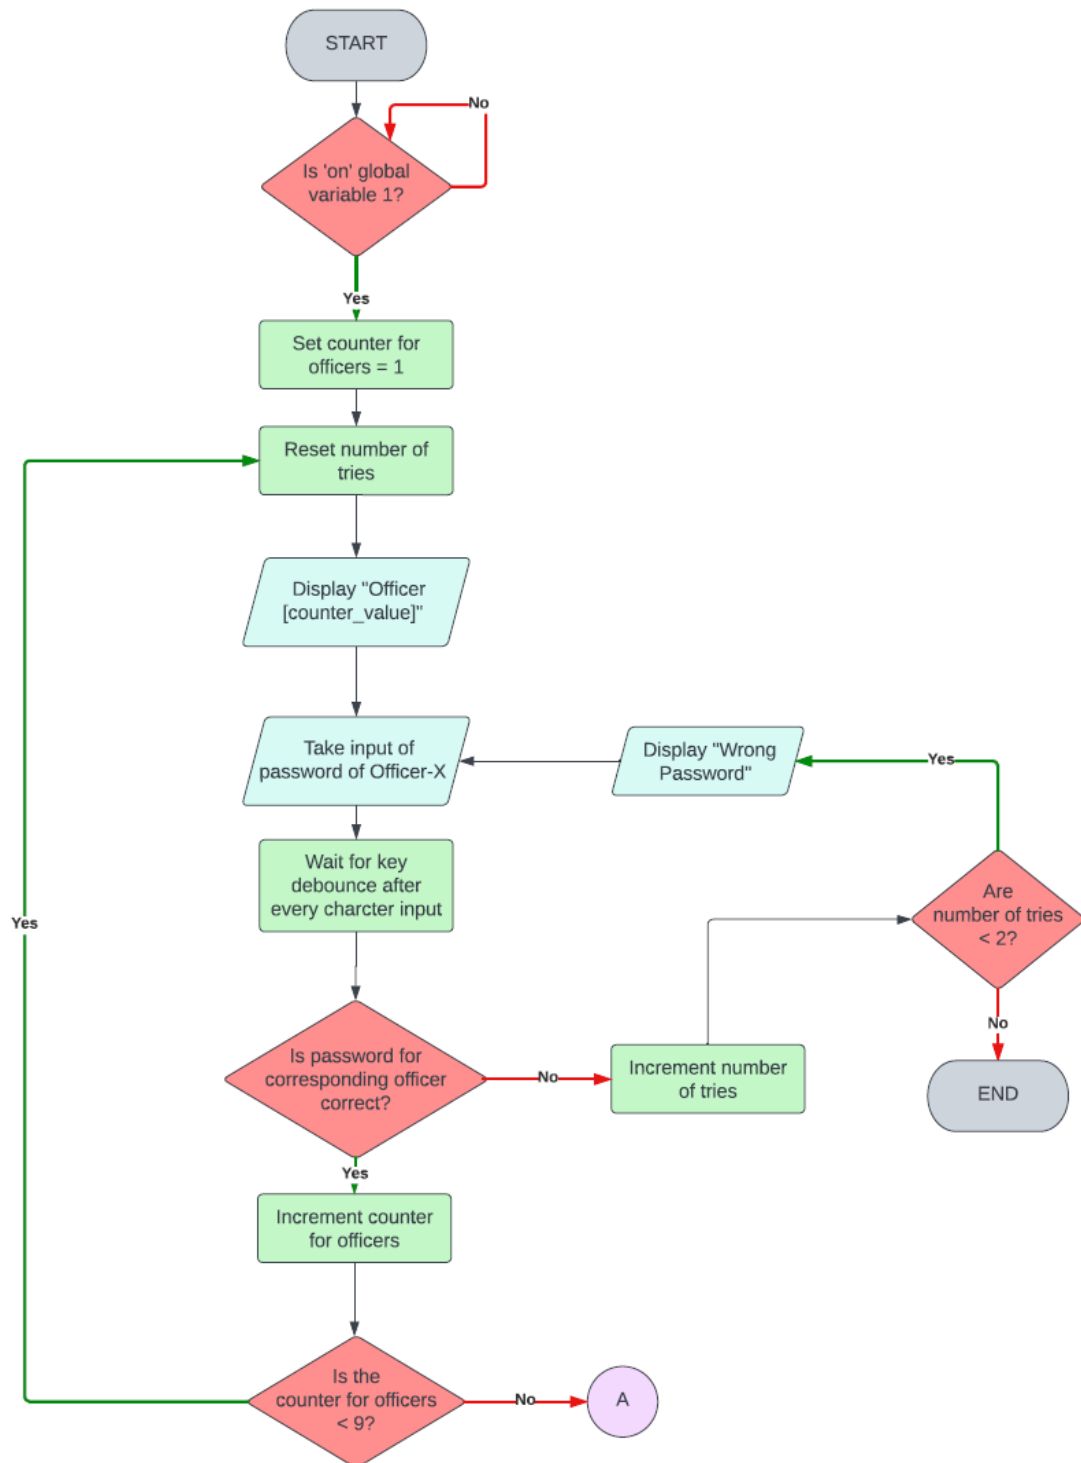 START
No
Is 'on' global
variable 1?
Yes
Set counter for
officers = 1
Reset number of
tries
Display "Officer
[counter_value]"
Take input of
password of Officer-X
Display "Wrong
Password"
Yes
Wait for key
debounce after
every charcter input
Are
number of tries
< 2?
Yes
No
Is password for
corresponding officer
correct?
No
Increment number
of tries
END
Yes
Increment counter
for officers
Is the
counter for officers
< 9?
No
A